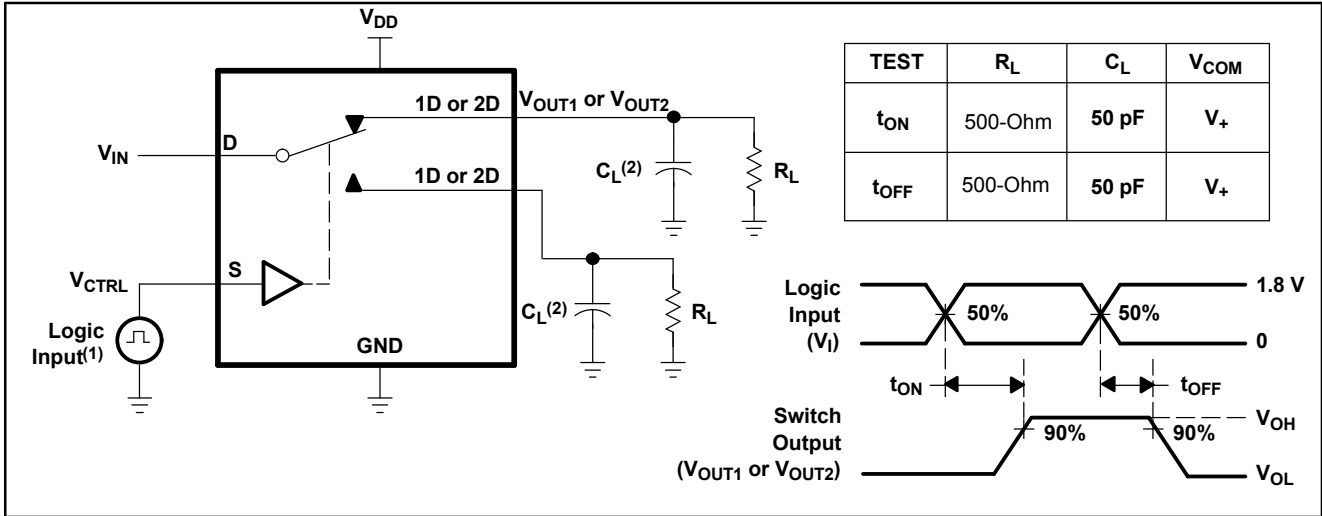 VDD
1D or 2D
VOUT1 or VOUT2
VIN
D
CL(2)
RL
1D or 2D
VCTRL
S
CL(2)
RL
Logic
Input(1)
GND
TEST RL CL VCOM
tON 500-Ohm 50 pF V+
tOFF 500-Ohm 50 pF V+
Logic
Input
(VI)
50%
50%
1.8 V
0
tON
tOFF
Switch
Output
(VOUT1 or VOUT2)
90%
90%
VOH
VOL